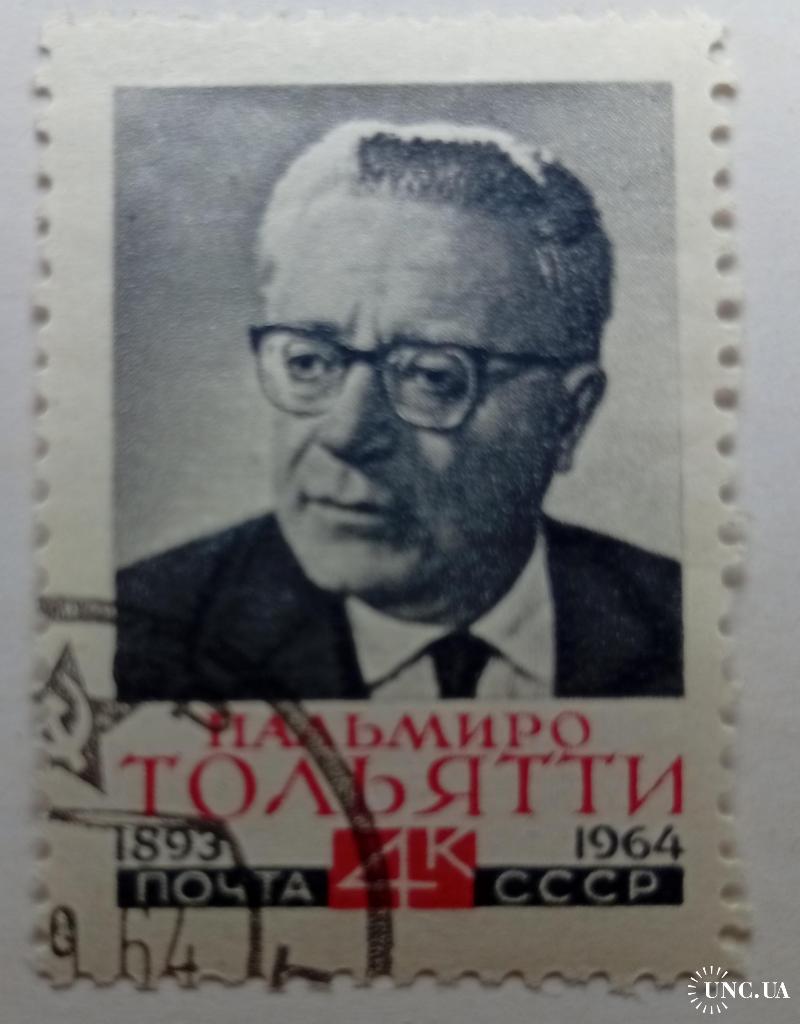 ПАЛЬМИРО
ТОЛЬЯТТИ
1893 1964
4К
ПОЧТА СССР
9 64
UNC.UA